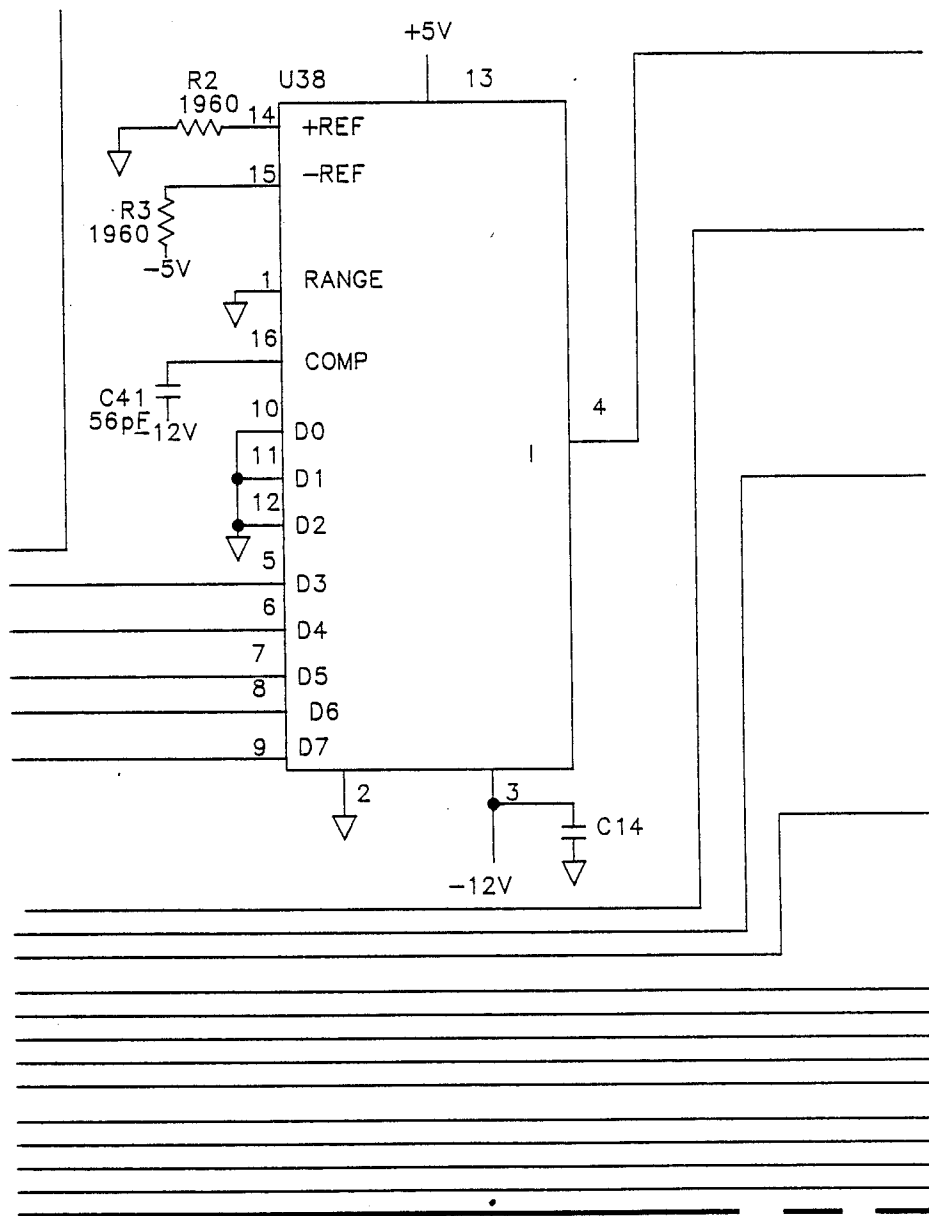 +5V
R2
U38
13
1960
14
+REF
15
-REF
R3
1960
-5V
1
RANGE
16
COMP
C41
56pF
-12V
4
10
D0
I
11
D1
12
D2
5
D3
6
D4
7
D5
8
D6
9
D7
2
3
C14
-12V